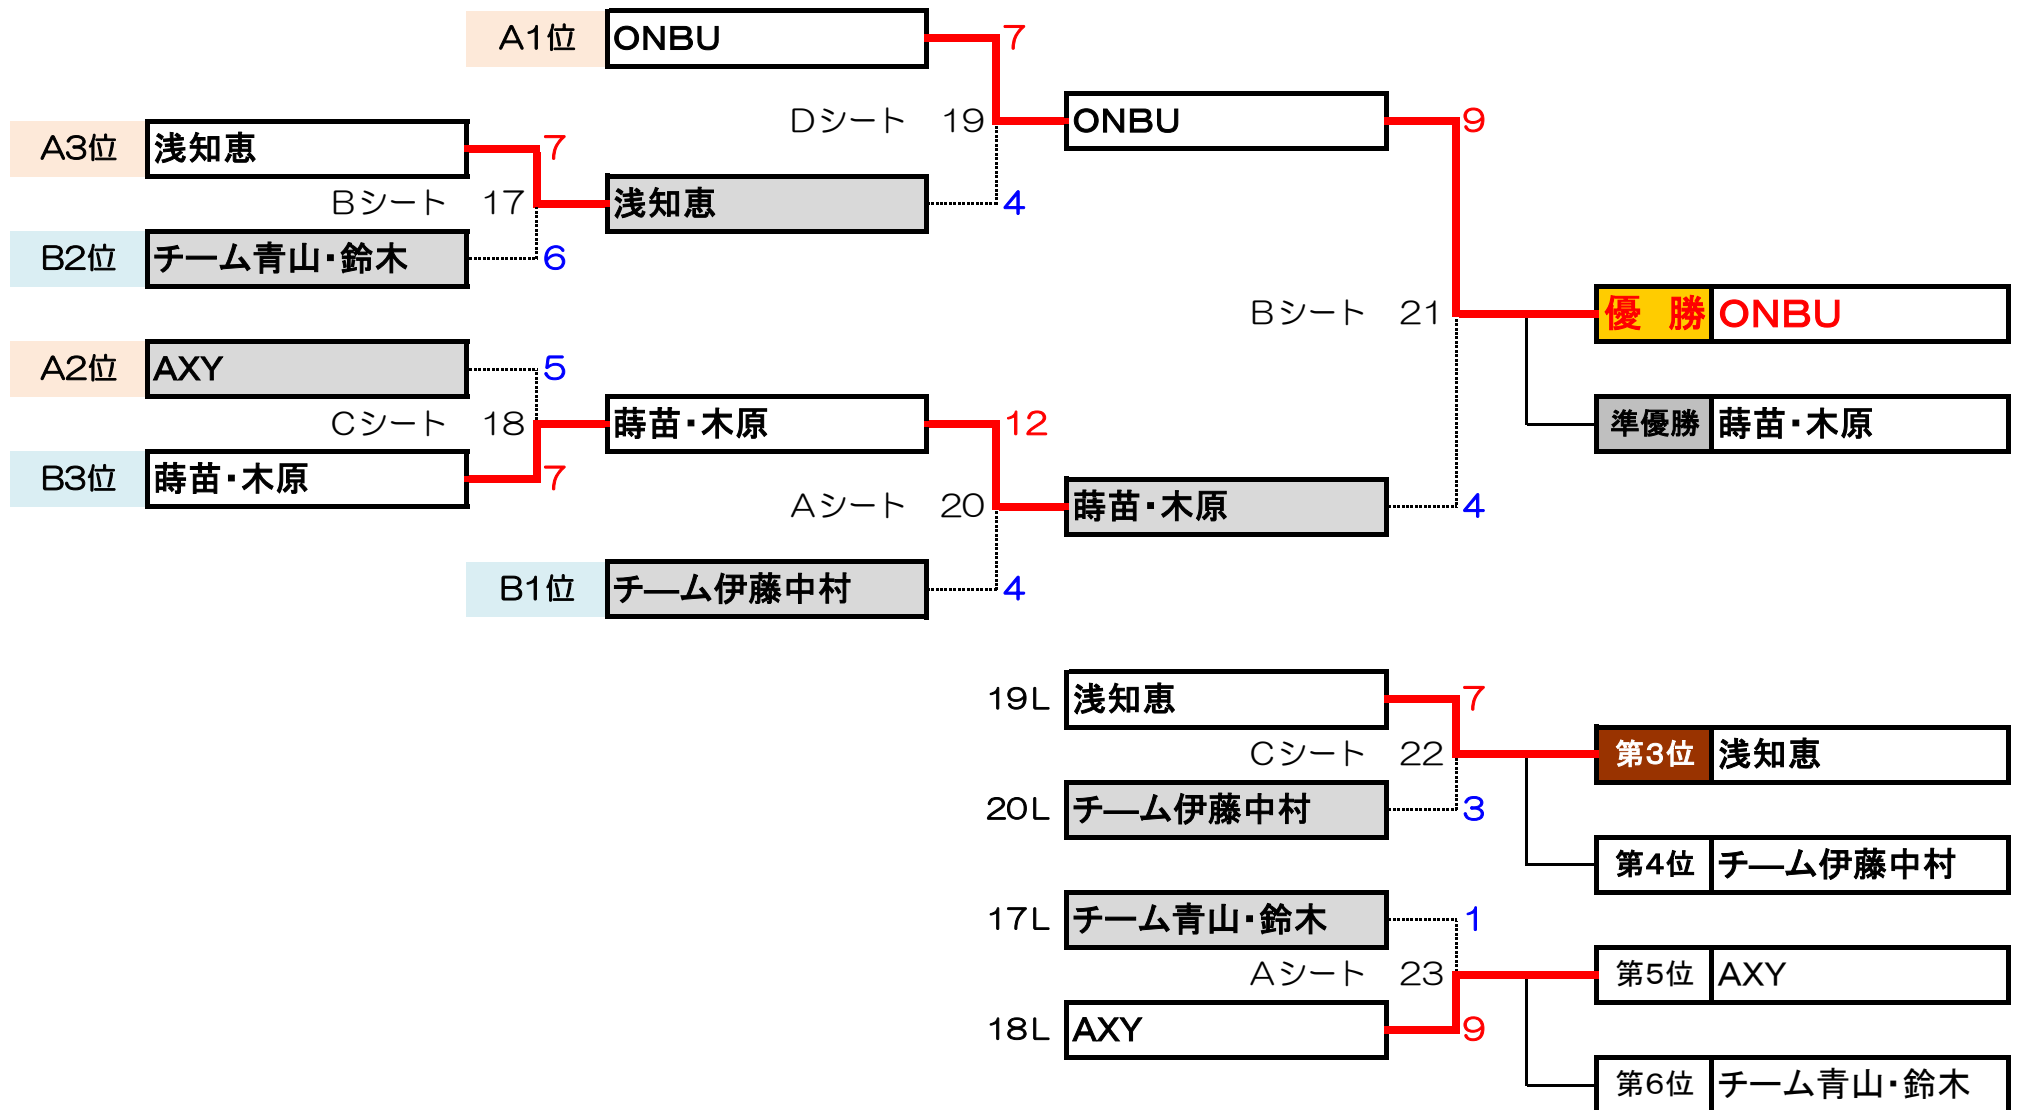 A1位 ONBU 7
Dシート 19 ONBU 9
A3位 浅知恵 7
Bシート 17 浅知恵 4
B2位 チーム青山・鈴木 6
Bシート 21 優　勝 ONBU
A2位 AXY 5
Cシート 18 蒔苗・木原 12 準優勝 蒔苗・木原
B3位 蒔苗・木原 7
Aシート 20 蒔苗・木原 4
B1位 チ―ム伊藤中村 4
19L 浅知恵 7
Cシート 22 第3位 浅知恵
20L チ―ム伊藤中村 3
第4位 チ―ム伊藤中村
17L チーム青山・鈴木 1
Aシート 23 第5位 AXY
18L AXY 9
第6位 チーム青山・鈴木